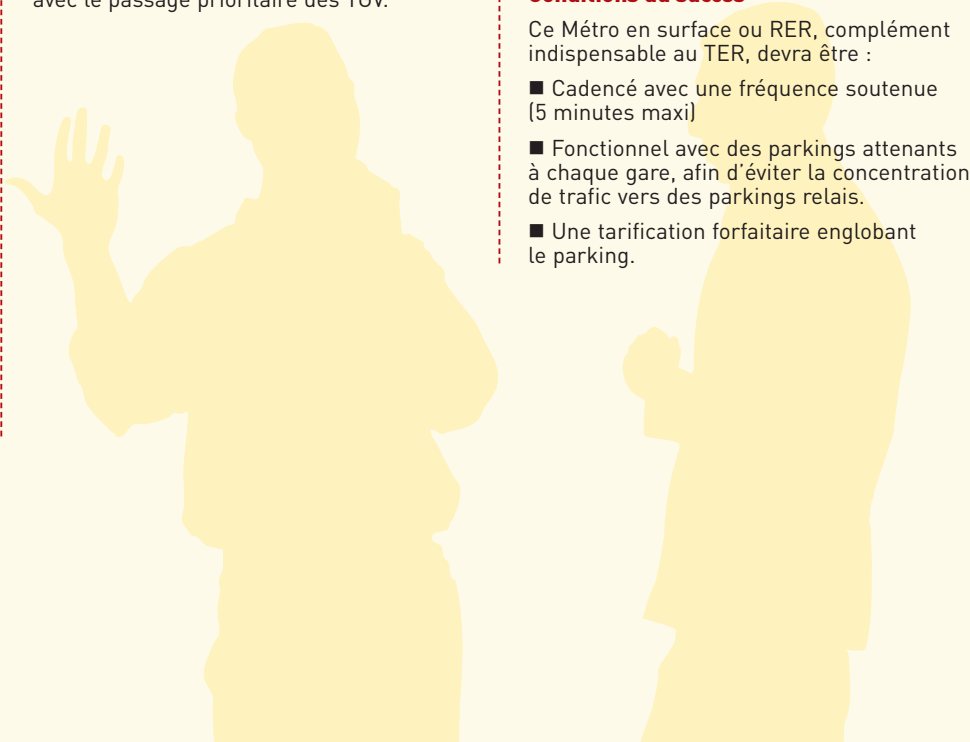 avec le passage prioritaire des TGV.
Conditions du succès
Ce Métro en surface ou RER, complément
indispensable au TER, devra être :
■ Cadencé avec une fréquence soutenue
(5 minutes maxi)
■ Fonctionnel avec des parkings attenants
à chaque gare, afin d'éviter la concentration
de trafic vers des parkings relais.
■ Une tarification forfaitaire englobant
le parking.